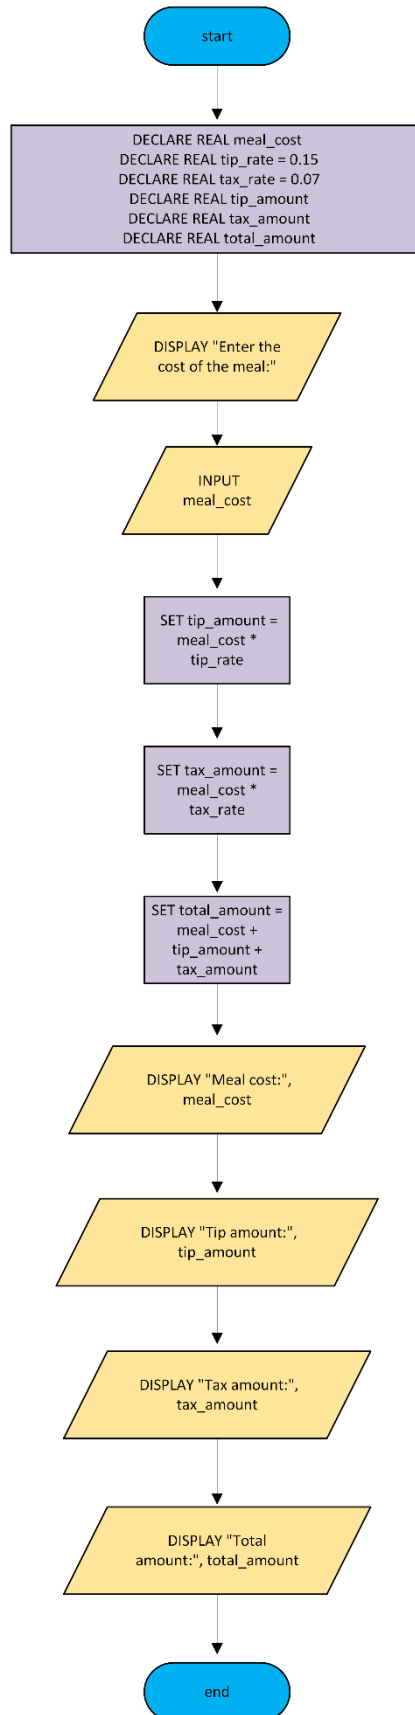 start
DECLARE REAL meal_cost
DECLARE REAL tip_rate = 0.15
DECLARE REAL tax_rate = 0.07
DECLARE REAL tip_amount
DECLARE REAL tax_amount
DECLARE REAL total_amount
DISPLAY "Enter the
cost of the meal:"
INPUT
meal_cost
SET tip_amount =
meal_cost *
tip_rate
SET tax_amount =
meal_cost *
tax_rate
SET total_amount =
meal_cost +
tip_amount +
tax_amount
DISPLAY "Meal cost:",
meal_cost
DISPLAY "Tip amount:",
tip_amount
DISPLAY "Tax amount:",
tax_amount
DISPLAY "Total
amount:", total_amount
end